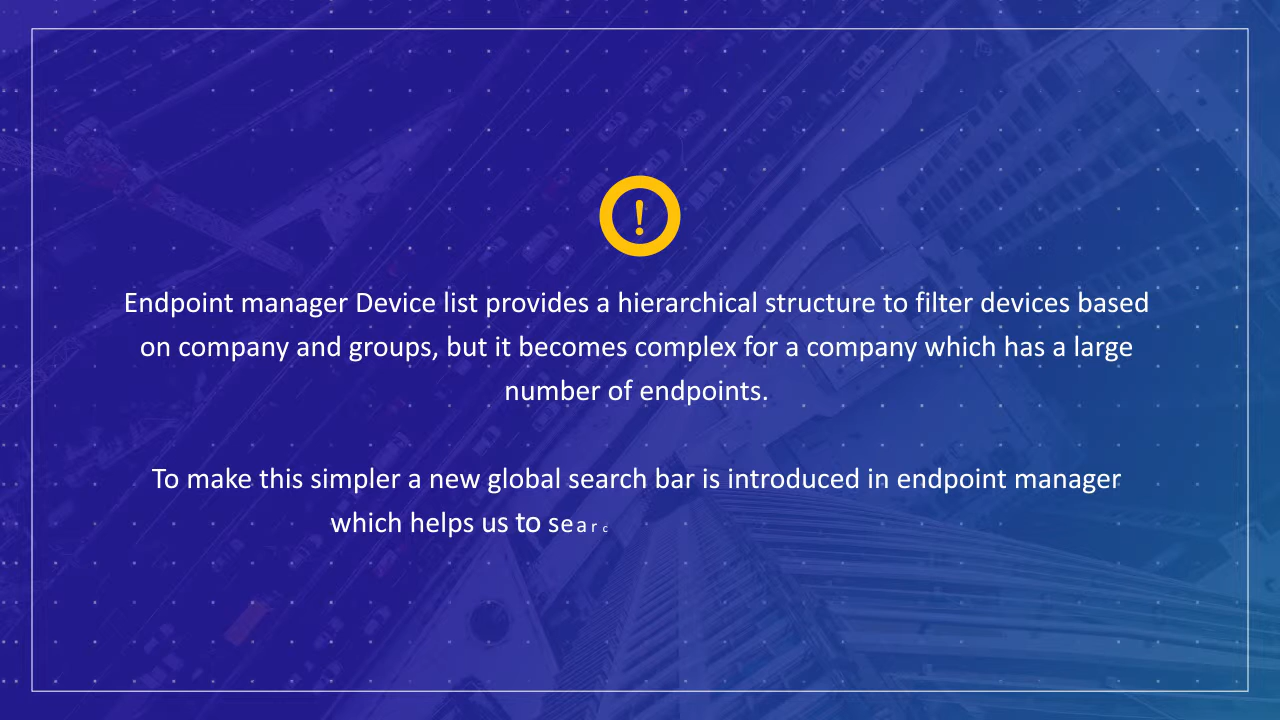 !
Endpoint manager Device list provides a hierarchical structure to filter devices based
on company and groups, but it becomes complex for a company which has a large
number of endpoints.
To make this simpler a new global search bar is introduced in endpoint manager
which helps us to searc